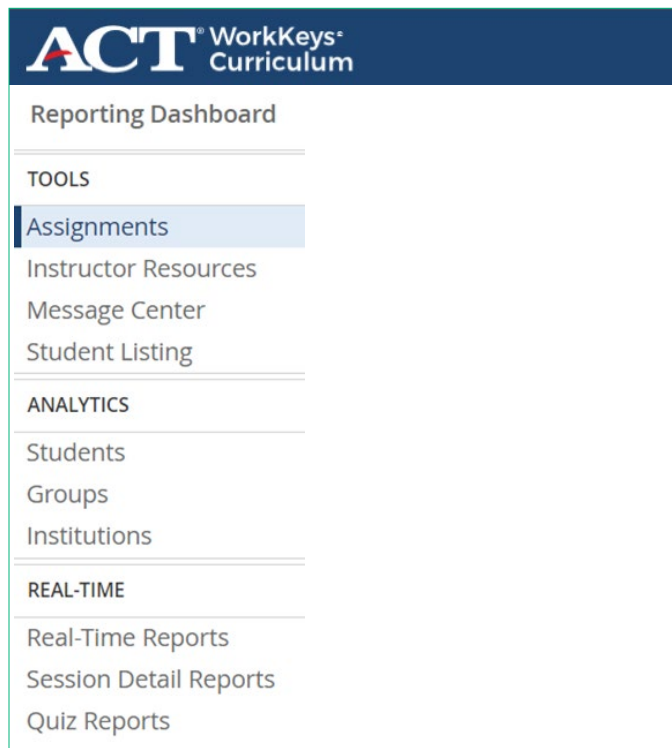 ACT® WorkKeys®
Curriculum
Reporting Dashboard
TOOLS
Assignments
Instructor Resources
Message Center
Student Listing
ANALYTICS
Students
Groups
Institutions
REAL-TIME
Real-Time Reports
Session Detail Reports
Quiz Reports